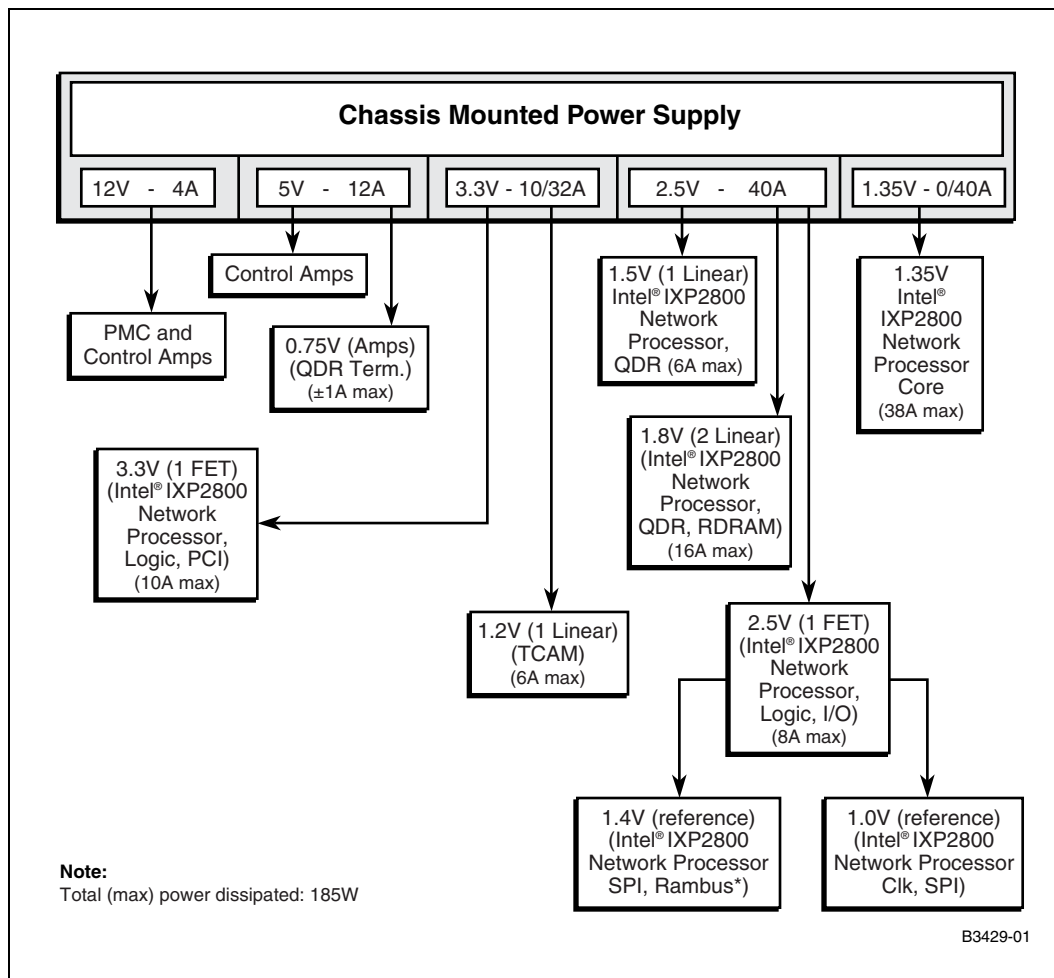 Chassis Mounted Power Supply
12V - 4A
5V - 12A
3.3V - 10/32A
2.5V - 40A
1.35V - 0/40A
Control Amps
PMC and
Control Amps
0.75V (Amps)
(QDR Term.)
(±1A max)
1.5V (1 Linear)
Intel® IXP2800
Network
Processor,
QDR (6A max)
1.35V
Intel®
IXP2800
Network
Processor
Core
(38A max)
1.8V (2 Linear)
(Intel® IXP2800
Network
Processor,
QDR, RDRAM)
(16A max)
3.3V (1 FET)
(Intel® IXP2800
Network
Processor,
Logic, PCI)
(10A max)
1.2V (1 Linear)
(TCAM)
(6A max)
2.5V (1 FET)
(Intel® IXP2800
Network
Processor,
Logic, I/O)
(8A max)
1.4V (reference)
(Intel® IXP2800
Network Processor
SPI, Rambus*)
1.0V (reference)
(Intel® IXP2800
Network Processor
Clk, SPI)
Note:
Total (max) power dissipated: 185W
B3429-01